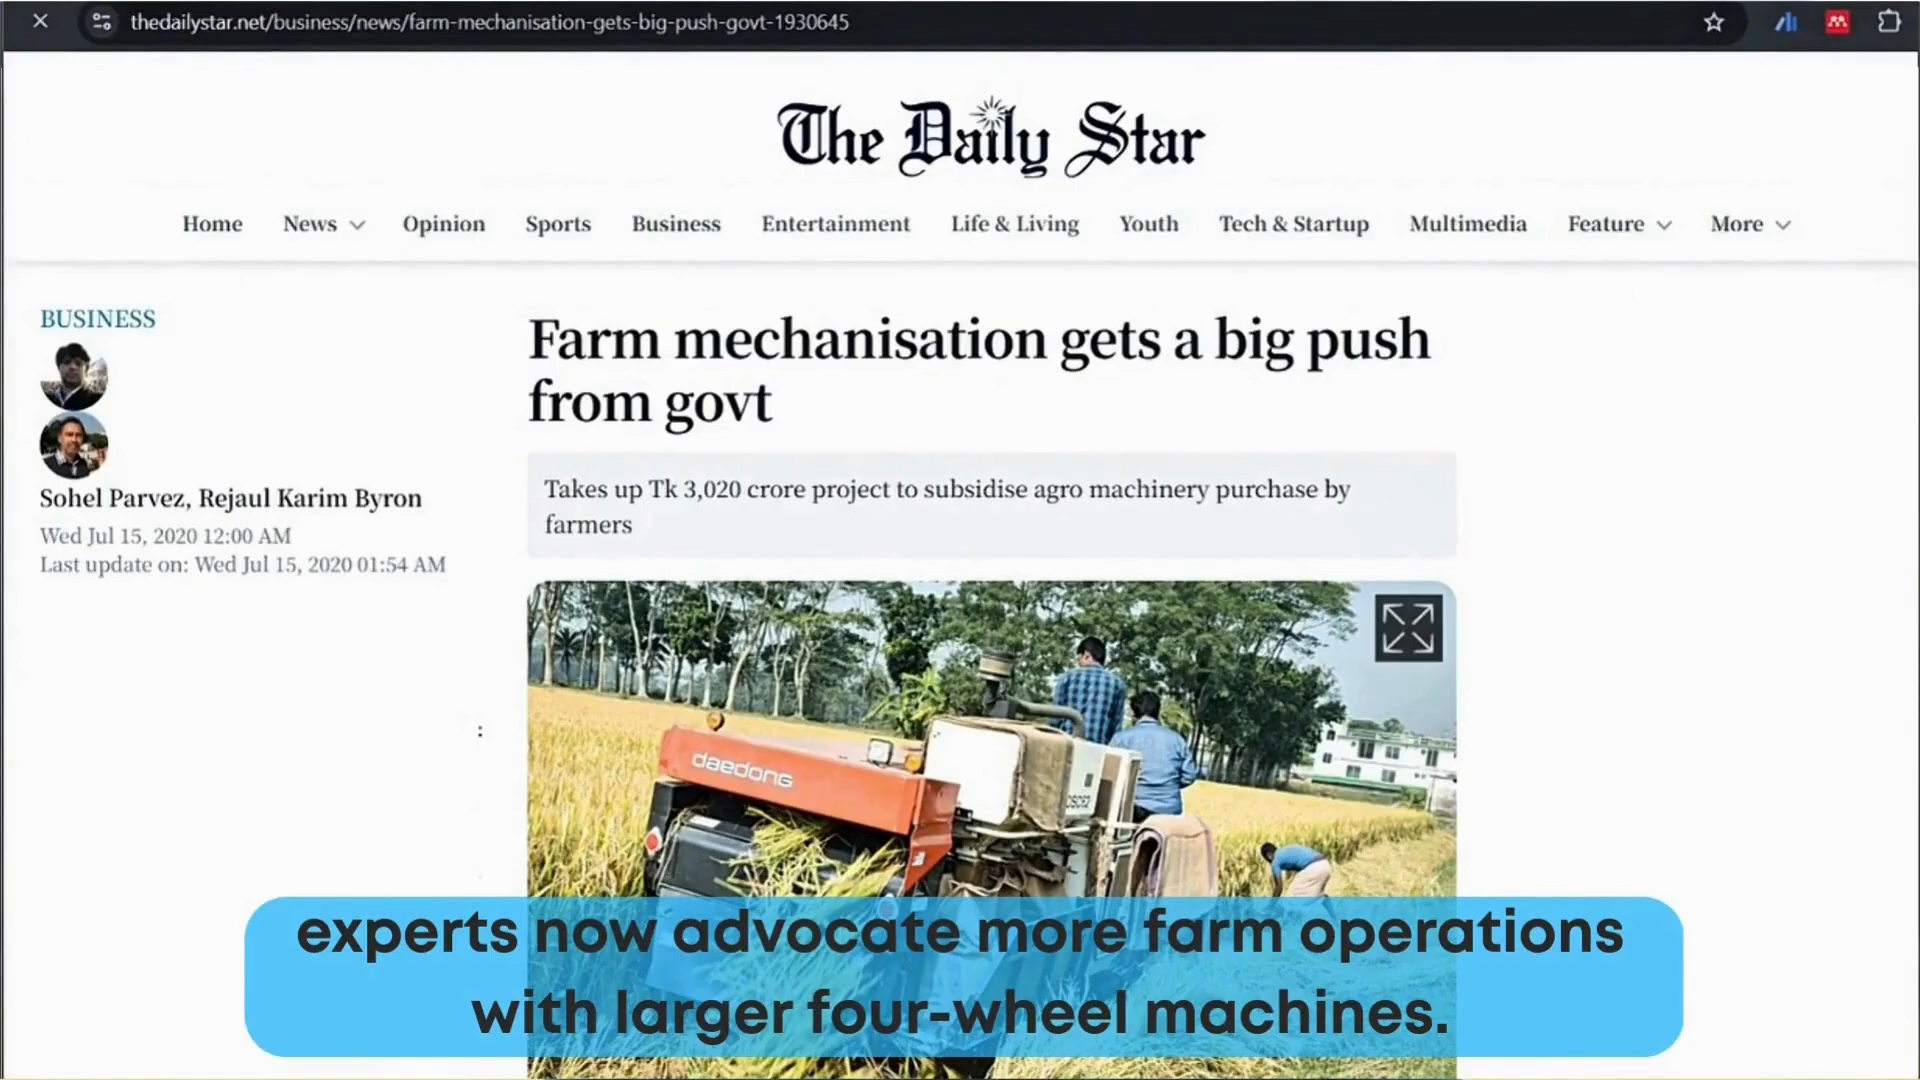 thedailystar.net/business/news/farm-mechanisation-gets-big-push-govt-1930645
The Daily Star
Home News Opinion Sports Business Entertainment Life & Living Youth Tech & Startup Multimedia Feature More
BUSINESS
Farm mechanisation gets a big push
from govt
Sohel Parvez, Rejaul Karim Byron
Wed Jul 15, 2020 12:00 AM
Last update on: Wed Jul 15, 2020 01:54 AM
Takes up Tk 3,020 crore project to subsidise agro machinery purchase by
farmers
daedong
experts now advocate more farm operations
with larger four-wheel machines.